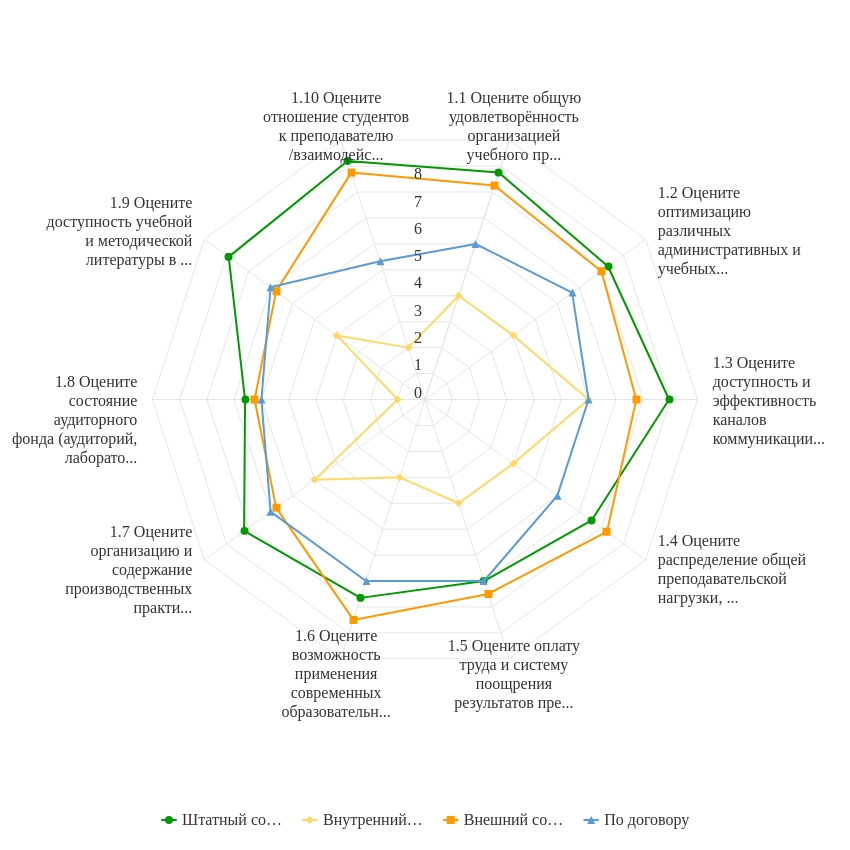 1.10 Оцените
отношение студентов
к преподавателю
/взаимодейс...
1.1 Оцените общую
удовлетворённость
организацией
учебного пр...
1.2 Оцените
оптимизацию
различных
административных и
учебных...
1.3 Оцените
доступность и
эффективность
каналов
коммуникации...
1.4 Оцените
распределение общей
преподавательской
нагрузки, ...
1.5 Оцените оплату
труда и систему
поощрения
результатов пре...
1.6 Оцените
возможность
применения
современных
образовательн...
1.7 Оцените
организацию и
содержание
производственных
практи...
1.8 Оцените
состояние
аудиторного
фонда (аудиторий,
лаборато...
1.9 Оцените
доступность учебной
и методической
литературы в ...
8
7
6
5
4
3
2
1
0
Штатный со... Внутренний... Внешний со... По договору